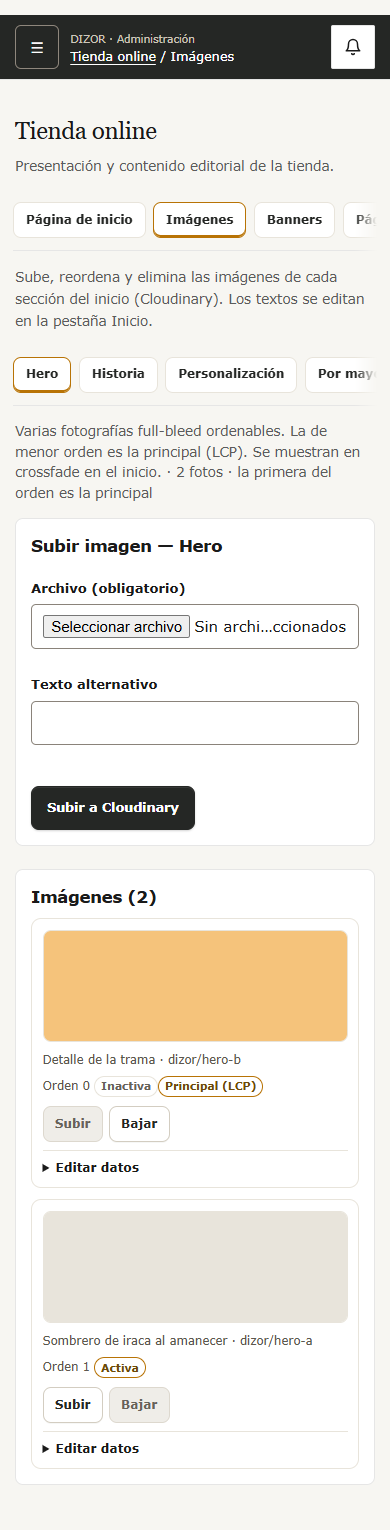 DIZOR · Administración
Tienda online / Imágenes
Tienda online
Presentación y contenido editorial de la tienda.
Página de inicio
Imágenes
Banners
Sube, reordena y elimina las imágenes de cada
sección del inicio (Cloudinary). Los textos se editan
en la pestaña Inicio.
Hero
Historia
Personalización
Por mayo
Varias fotografías full-bleed ordenables. La de
menor orden es la principal (LCP). Se muestran en
crossfade en el inicio. · 2 fotos · la primera del
orden es la principal
Subir imagen — Hero
Archivo (obligatorio)
Seleccionar archivo Sin archi...ccionados
Texto alternativo
Subir a Cloudinary
Imágenes (2)
Detalle de la trama · dizor/hero-b
Orden 0 Inactiva Principal (LCP)
Subir Bajar
Editar datos
Sombrero de iraca al amanecer · dizor/hero-a
Orden 1 Activa
Subir Bajar
Editar datos